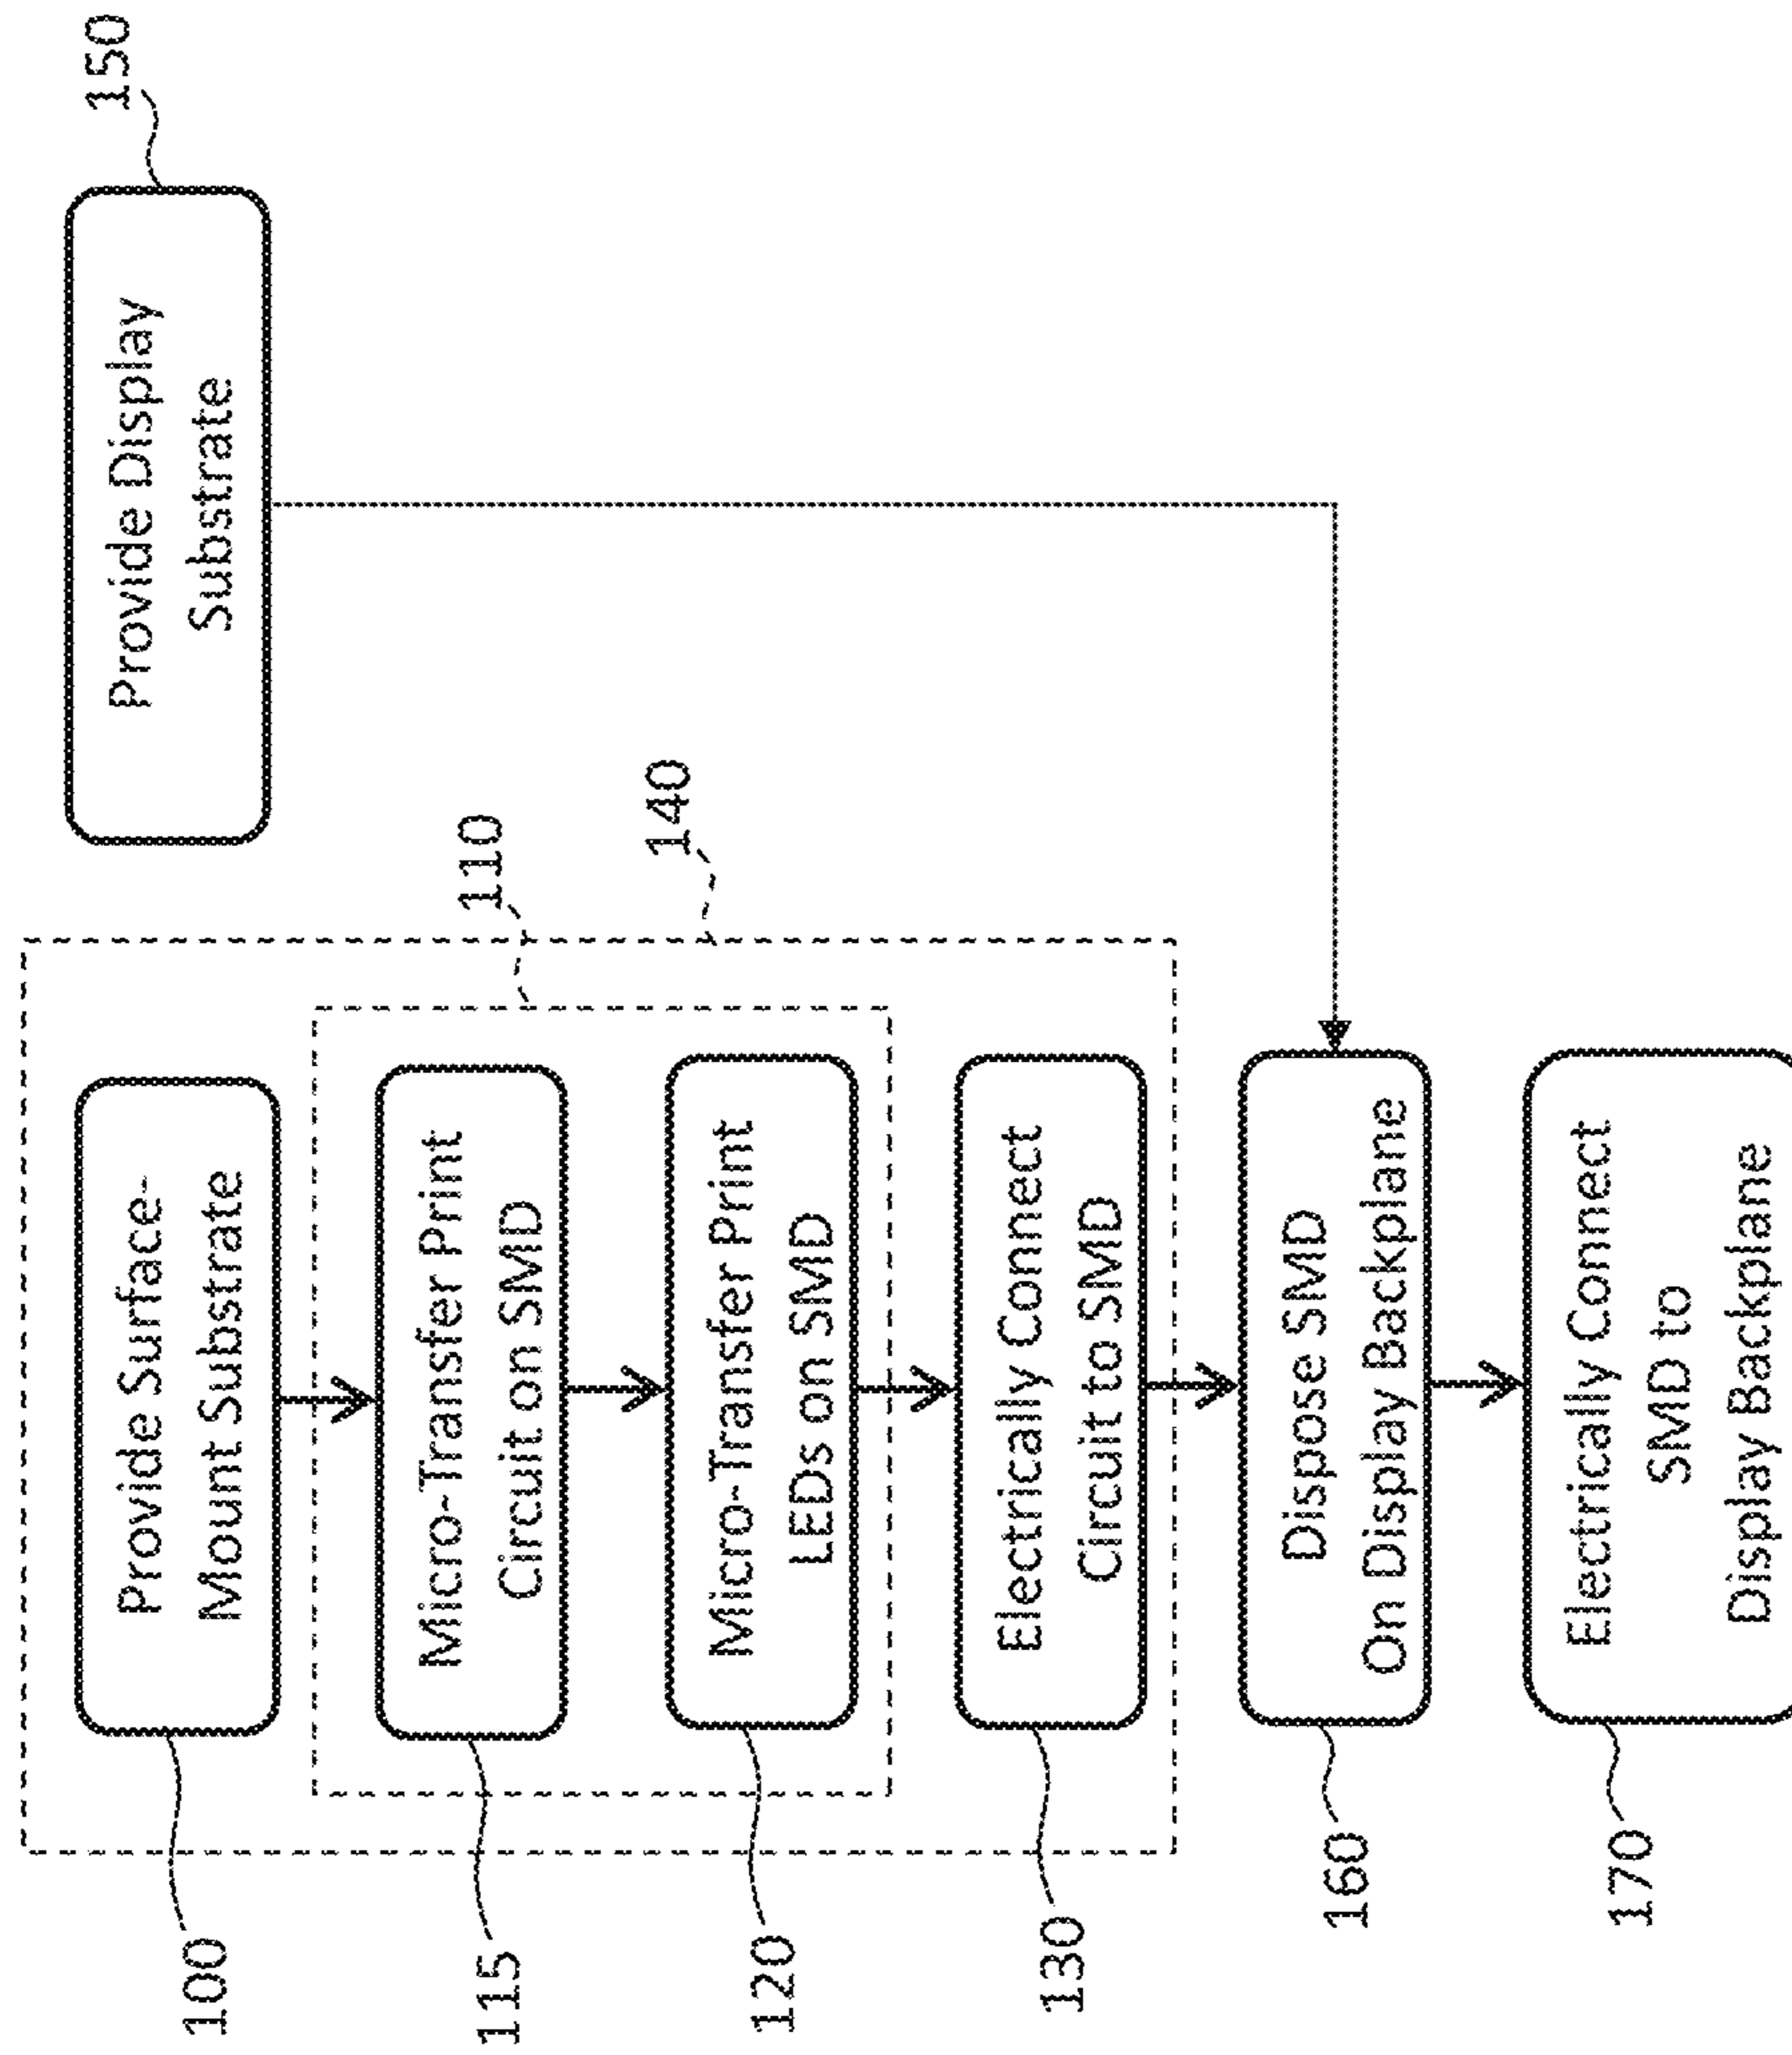 100
Provide Surface-
Mount Substrate
110
115
Micro-Transfer Print
Circuit on SMD
120
Micro-Transfer Print
LEDs on SMD
130
Electrically Connect
Circuit to SMD
140
150
Provide Display
Substrate
160
Dispose SMD
On Display Backplane
170
Electrically Connect
SMD to
Display Backplane